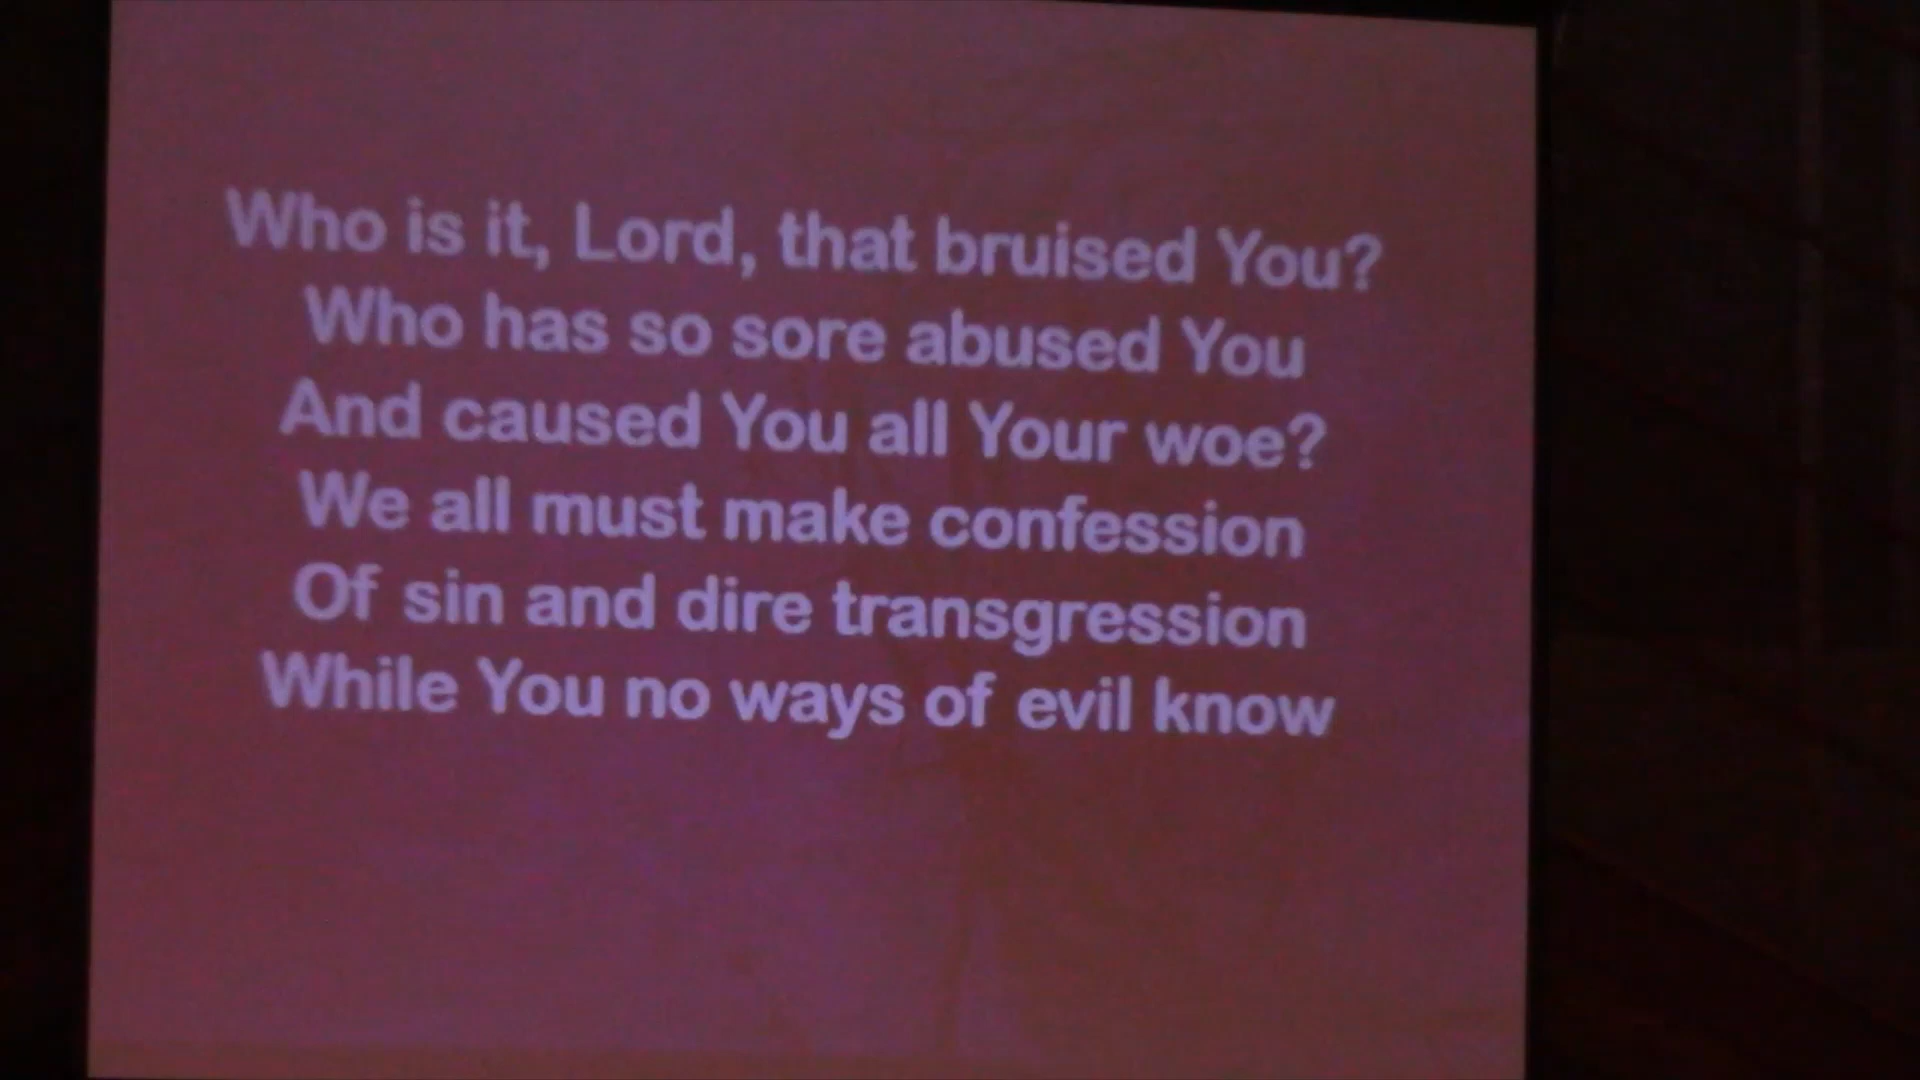 Who is it, Lord, that bruised You?
Who has so sore abused You
And caused You all Your woe?
We all must make confession
Of sin and dire transgression
While You no ways of evil know